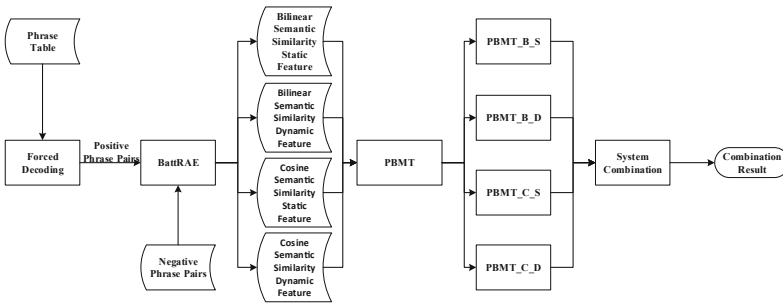 Phrase
Table
Forced
Decoding
Positive
Phrase Pairs
BattRAE
Negative
Phrase Pairs
Bilinear
Semantic
Similarity
Static
Feature
Bilinear
Semantic
Similarity
Dynamic
Feature
Cosine
Semantic
Similarity
Static
Feature
Cosine
Semantic
Similarity
Dynamic
Feature
PBMT
PBMT_B_S
PBMT_B_D
PBMT_C_S
PBMT_C_D
System
Combination
Combination
Result